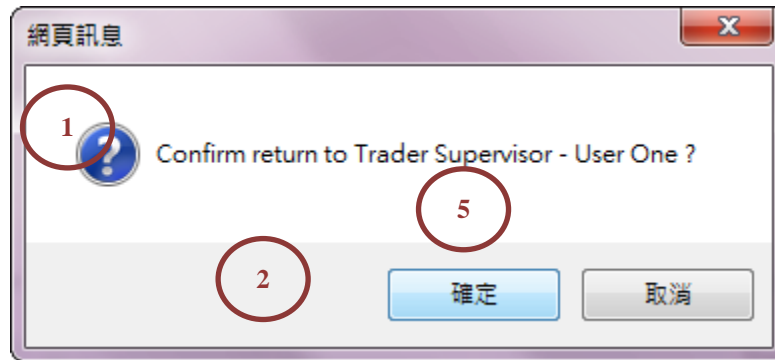 網頁訊息
1
Confirm return to Trader Supervisor - User One ?
5
2
確定
取消